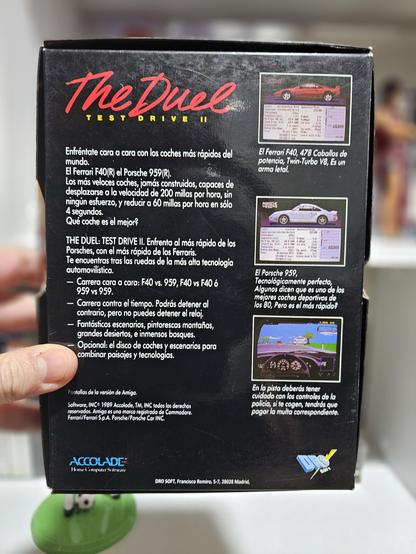 The Duel
TEST DRIVE II
Enfréntate cara a cara con los coches más rápidos del
mundo.
El Ferrari F40(R) el Porsche 959(R).
Los más veloces coches, jamás construidos, capaces de
desplazarse a la velocidad de 200 millas por hora, sin
ningún esfuerzo, y reducir a 60 millas por hora en sólo
4 segundos.
Qué coche es el mejor?
THE DUEL: TEST DRIVE II. Enfrenta al más rápido de los
Porsches, con el más rápido de los Ferraris.
Te encuentras tras las ruedas de la más alta tecnología
automovilística.
— Carrera cara a cara: F40 vs. 959, F40 vs F40 ó
959 vs 959.
— Carrera contra el tiempo. Podrás detener al
contrario, pero no puedes detener el reloj.
— Fantásticos escenarios, pintorescas montañas,
grandes desiertos, e inmensos bosques.
— Opcional: el disco de coches y escenarios para
combinar paisajes y tecnologías.
Pantallas de la versión de Amiga.
Software, INC® 1989 Accolade, TM, INC todos los derechos
reservados. Amiga es una marca registrada de Commodore.
Ferrari/Ferrari S.p.A. Porsche/Porsche Car INC.
El Ferrari F40, 478 Caballos de
potencia, Twin-Turbo V8, Es un
arma letal.
El Porsche 959,
Tecnológicamente perfecto,
Algunos dicen que es uno de los
mejores coches deportivos de
los 80, Pero es el más rápido?
En la pista deberás tener
cuidado con los controles de la
policía, si te cogen, tendrás que
pagar la multa correspondiente.
ACCOLADE
Home Computer Software
DRO
SOFT
DRO SOFT, Francisco Remiro, 5-7, 28028 Madrid,